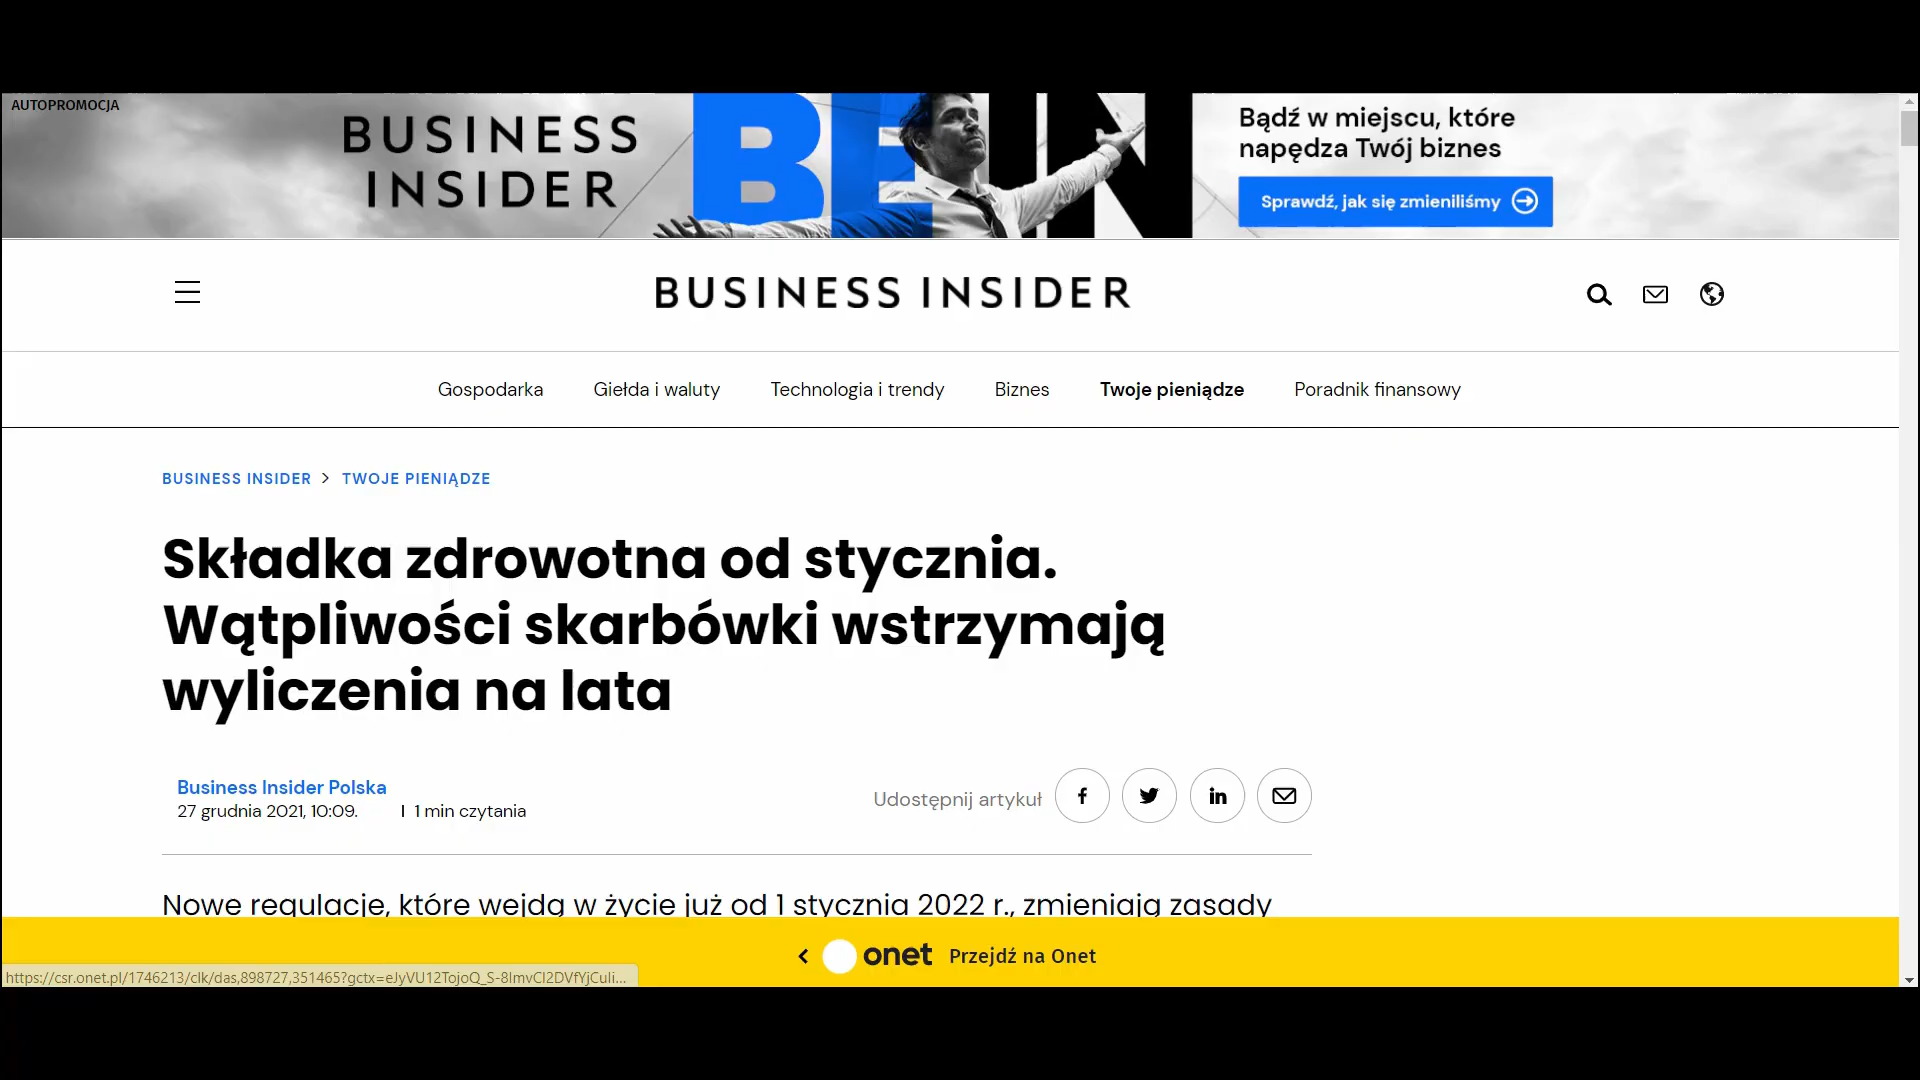 AUTOPROMOCJA
BUSINESS
INSIDER
BE IN
Bądź w miejscu, które
napędza Twój biznes
Sprawdź, jak się zmieniliśmy
BUSINESS INSIDER
Gospodarka Giełda i waluty Technologia i trendy Biznes Twoje pieniądze Poradnik finansowy
BUSINESS INSIDER > TWOJE PIENIĄDZE
Składka zdrowotna od stycznia.
Wątpliwości skarbówki wstrzymają
wyliczenia na lata
Business Insider Polska
27 grudnia 2021, 10:09. | 1 min czytania
Udostępnij artykuł
Nowe regulacje, które wejdą w życie już od 1 stycznia 2022 r., zmieniają zasady
onet Przejdź na Onet
https://csr.onet.pl/1746213/clk/das,898727,351465?gctx=eJyVU12TojoQ_S-8ImvCI2DVfYjCuli...